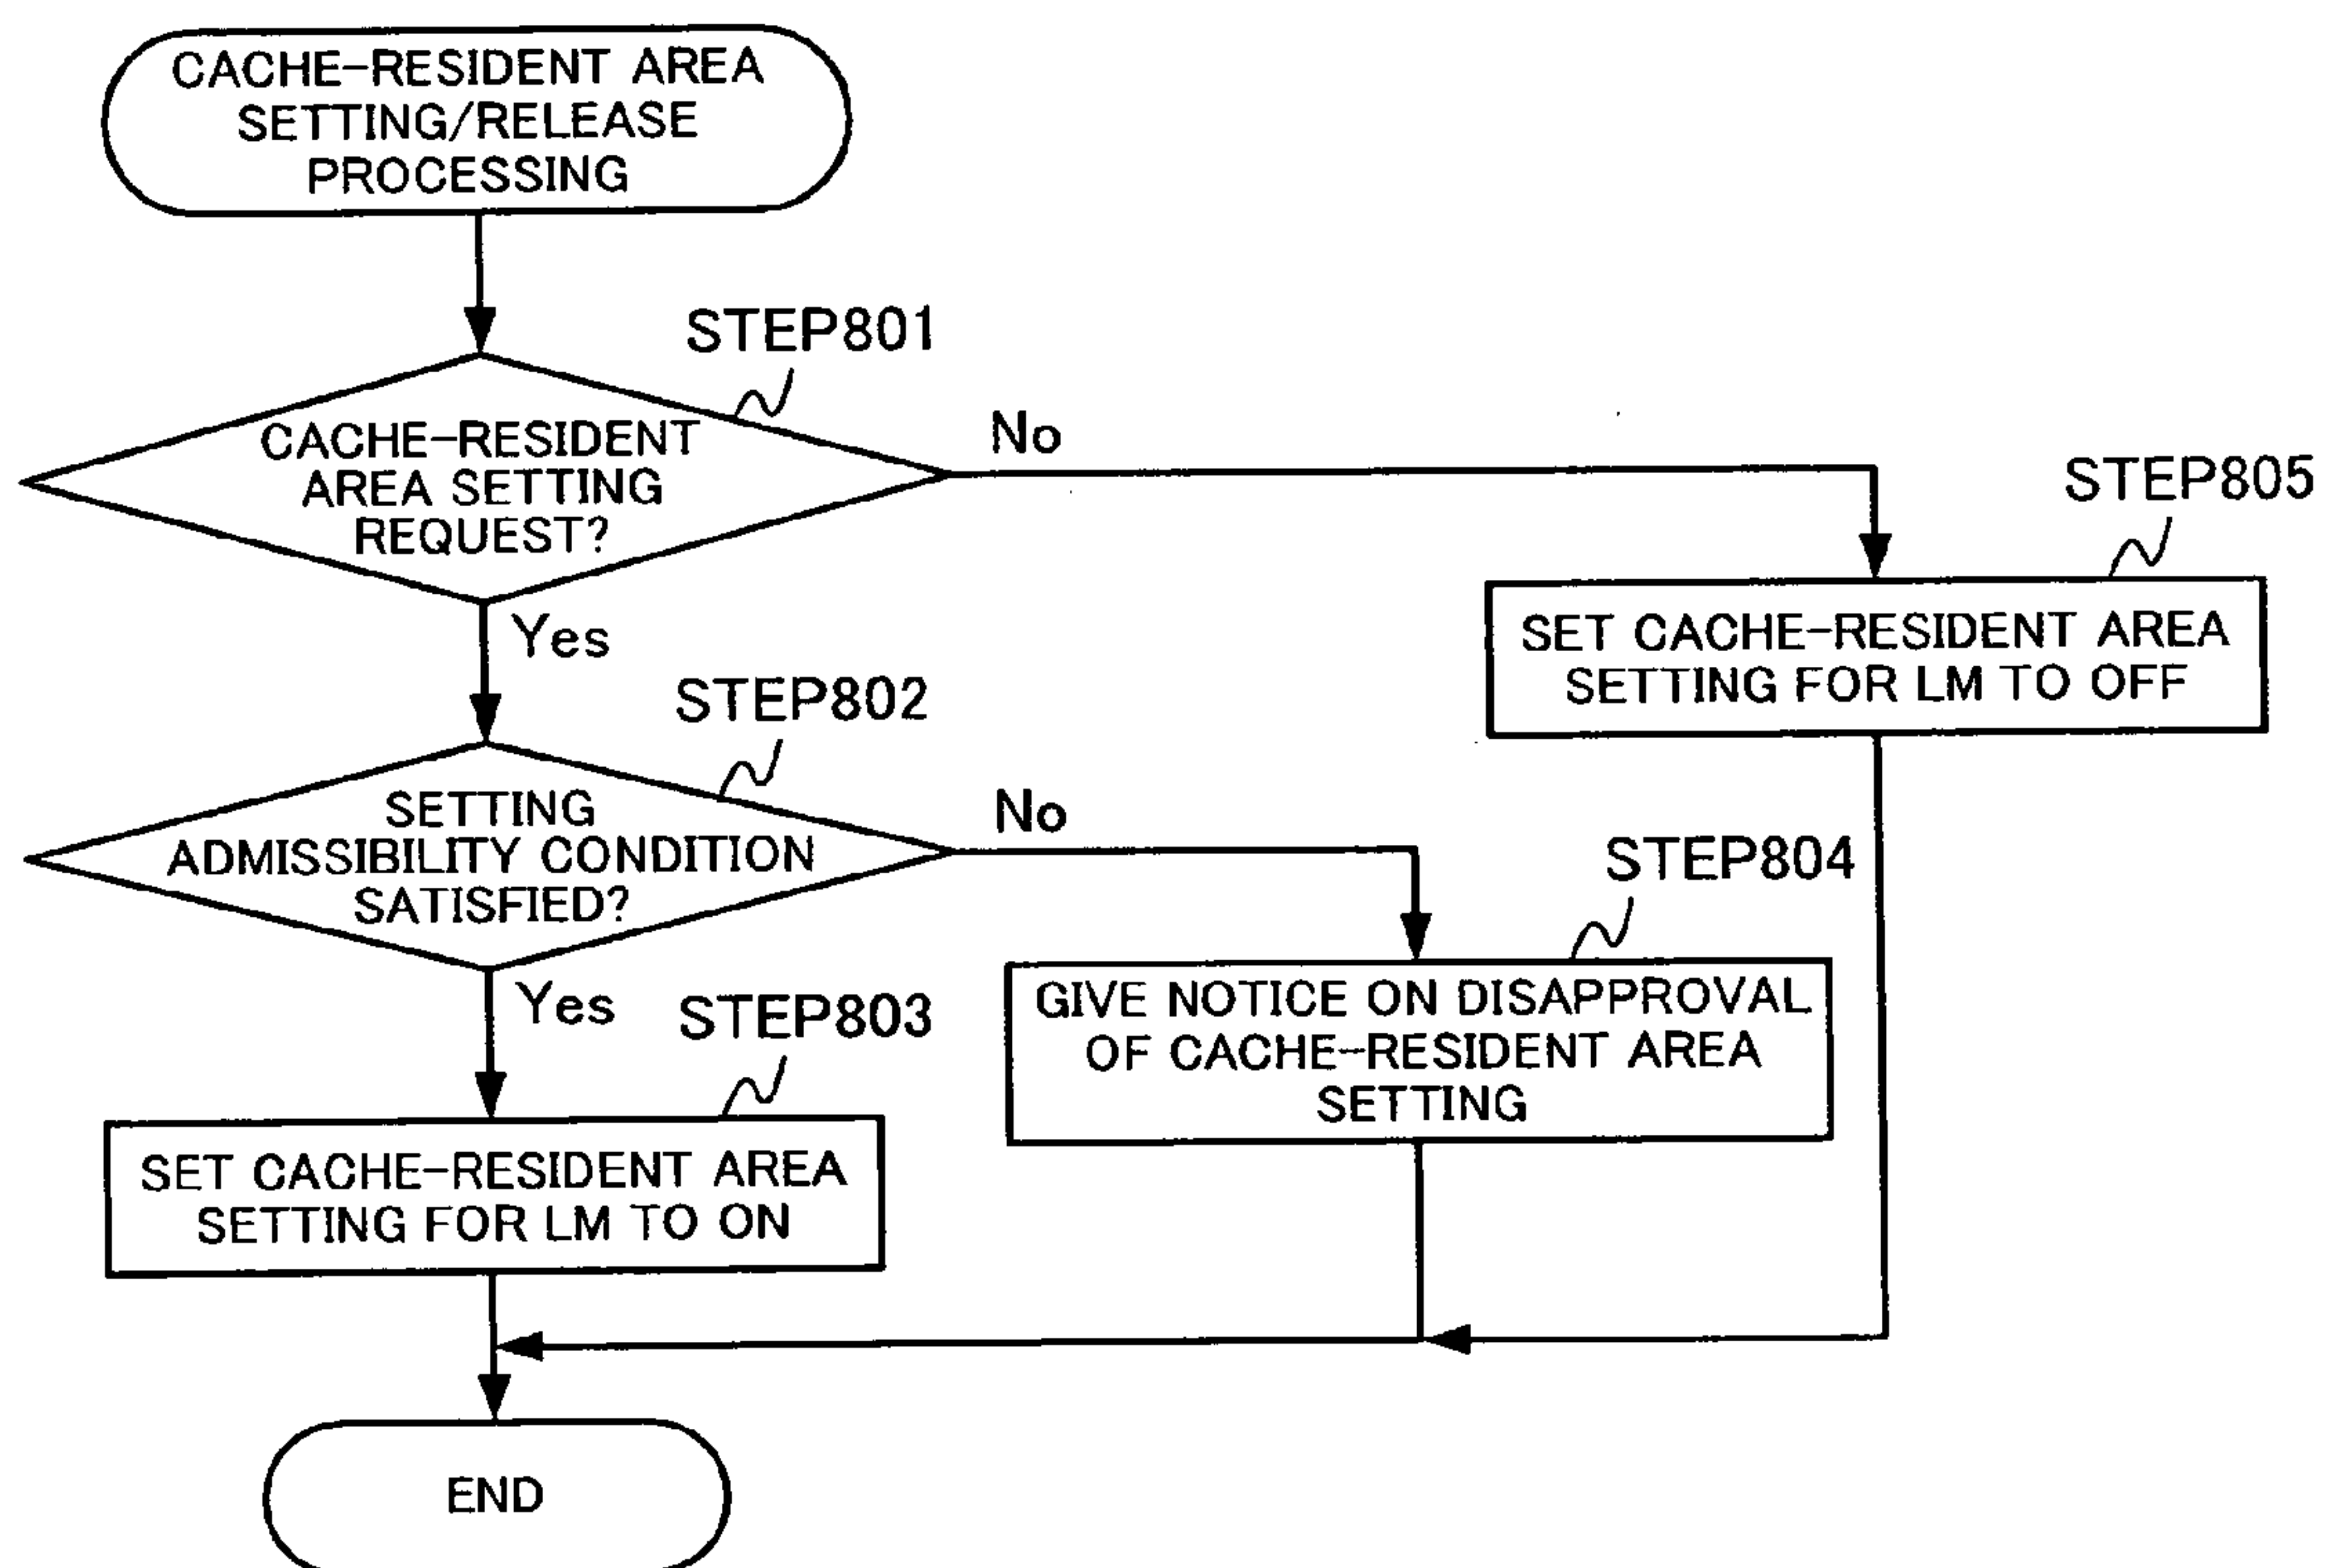 CACHE-RESIDENT AREA
SETTING/RELEASE
PROCESSING
STEP801
CACHE-RESIDENT
AREA SETTING
REQUEST?
No
Yes
STEP805
SET CACHE-RESIDENT AREA
SETTING FOR LM TO OFF
STEP802
SETTING
ADMISSIBILITY CONDITION
SATISFIED?
No
Yes
STEP804
GIVE NOTICE ON DISAPPROVAL
OF CACHE-RESIDENT AREA
SETTING
STEP803
SET CACHE-RESIDENT AREA
SETTING FOR LM TO ON
END